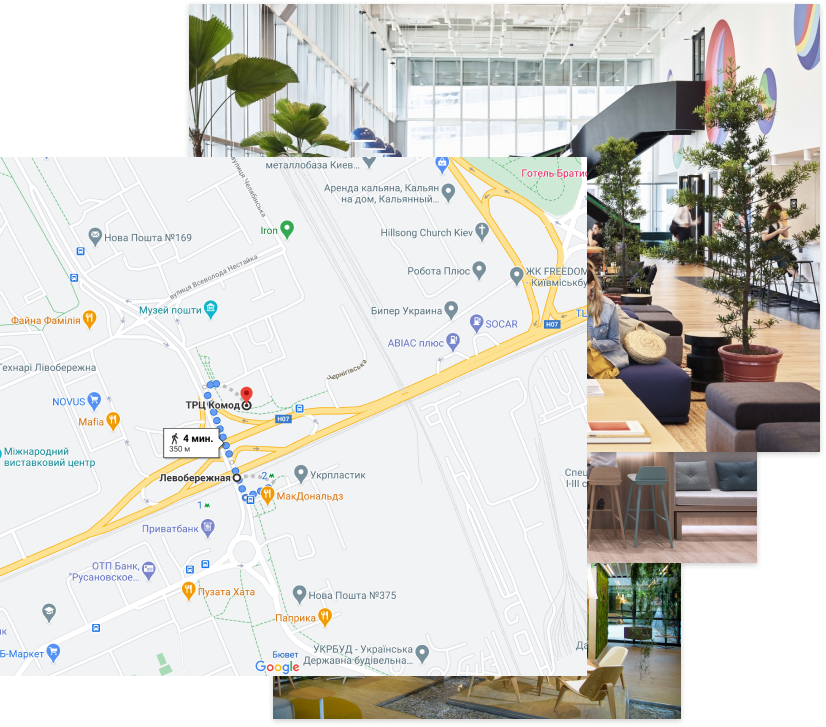 металлобаза Киев...
вулиця Челябінська
Готель Братис
Аренда кальяна, Кальян
на дом, Кальянный...
Iron
Нова Пошта №169
Hillsong Church Kiev
вулиця Всеволода Нестайка
Робота Плюс
ЖК FREEDOM
Київміськбу
Музей пошти
Бипер Украина
Файна Фамілія
SOCAR
H07
TL
АВІАС плюс
Технарі Лівобережна
Чернігівська
NOVUS
ТРЦ Комод
H07
Mafia
4 мин.
350 м
Міжнародний
виставковий центр
Левобережная
2
Укрпластик
Спец
I-III с
МакДональдз
1
Приватбанк
ОТП Банк,
"Русановское...
Пузата Хата
Нова Пошта №375
Паприка
Б-Маркет
УКРБУД - Українська
Державна будівельна...
Бювет
Google